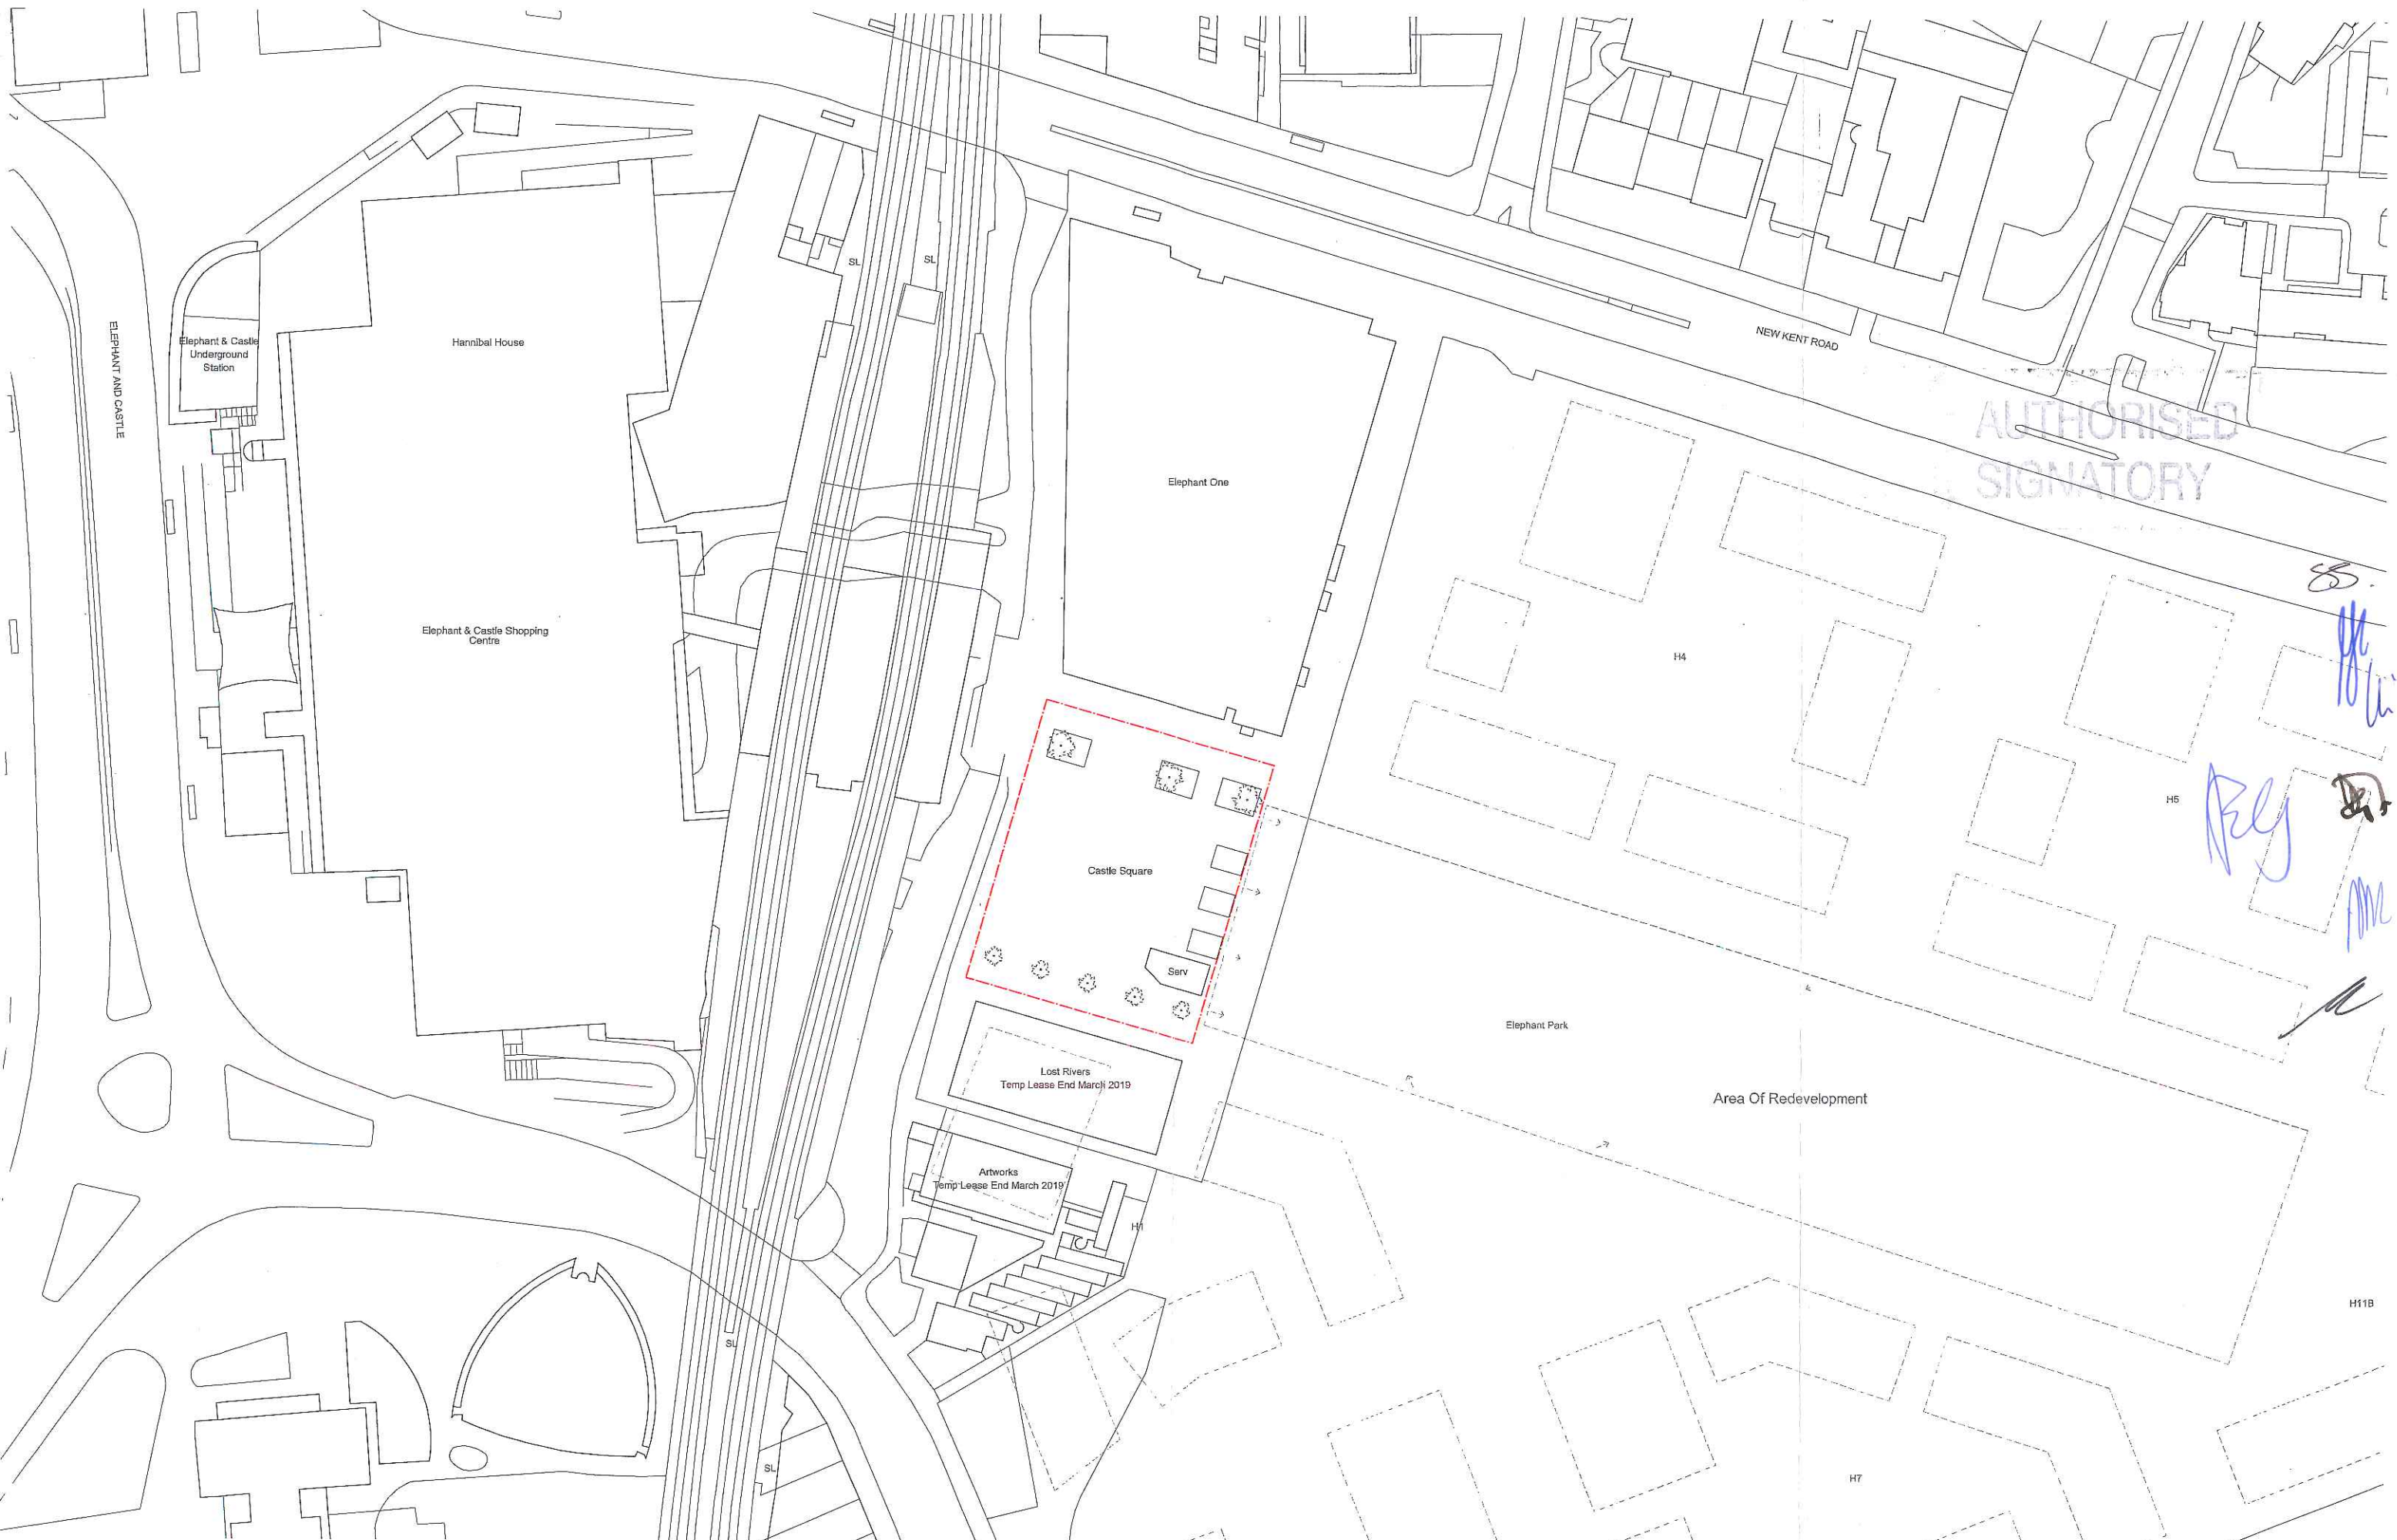 SL
SL
ELEPHANT AND CASTLE
Elephant & Castle
Underground
Station
Hannibal House
NEW KENT ROAD
AUTHORISED
SIGNATORY
Elephant One
Elephant & Castle Shopping
Centre
H4
H5
Castle Square
Serv
Elephant Park
Lost Rivers
Temp Lease End March 2019
Area Of Redevelopment
Artworks
Temp Lease End March 2019
H1
H11B
SL
SL
H7